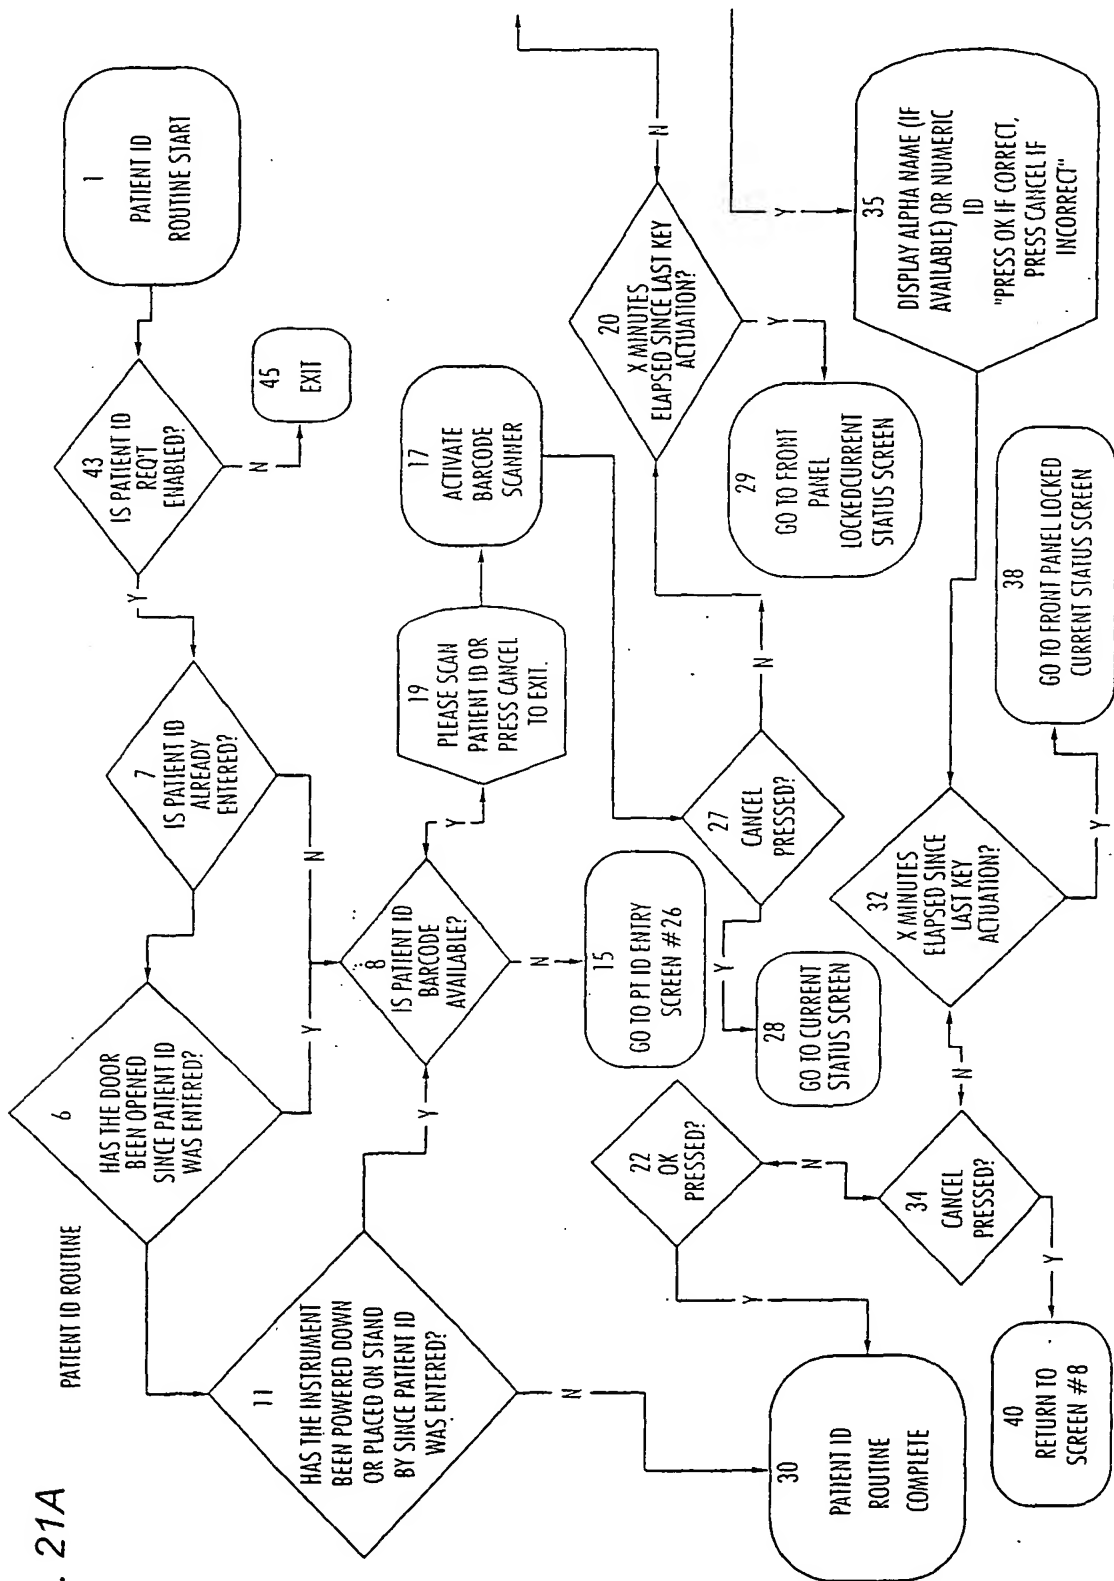 . 21A
PATIENT ID ROUTINE
1
PATIENT ID
ROUTINE START
43
IS PATIENT ID
REQ'T
ENABLED?
N
45
EXIT
Y
7
IS PATIENT ID
ALREADY
ENTERED?
N
6
HAS THE DOOR
BEEN OPENED
SINCE PATIENT ID
WAS ENTERED?
Y
11
HAS THE INSTRUMENT
BEEN POWERED DOWN
OR PLACED ON STAND
BY SINCE PATIENT ID
WAS ENTERED?
Y
N
30
PATIENT ID
ROUTINE
COMPLETE
8
IS PATIENT ID
BARCODE
AVAILABLE?
Y
N
15
GO TO PT ID ENTRY
SCREEN #26
19
PLEASE SCAN
PATIENT ID OR
PRESS CANCEL
TO EXIT.
17
ACTIVATE
BARCODE
SCANNER
27
CANCEL
PRESSED?
N
Y
28
GO TO CURRENT
STATUS SCREEN
20
X MINUTES
ELAPSED SINCE LAST KEY
ACTUATION?
N
Y
29
GO TO FRONT
PANEL
LOCKEDCURRENT
STATUS SCREEN
Y
35
DISPLAY ALPHA NAME (IF
AVAILABLE) OR NUMERIC
ID
"PRESS OK IF CORRECT,
PRESS CANCEL IF
INCORRECT"
32
X MINUTES
ELAPSED SINCE
LAST KEY
ACTUATION?
Y
38
GO TO FRONT PANEL LOCKED
CURRENT STATUS SCREEN
N
34
CANCEL
PRESSED?
Y
40
RETURN TO
SCREEN #8
N
22
OK
PRESSED?
Y